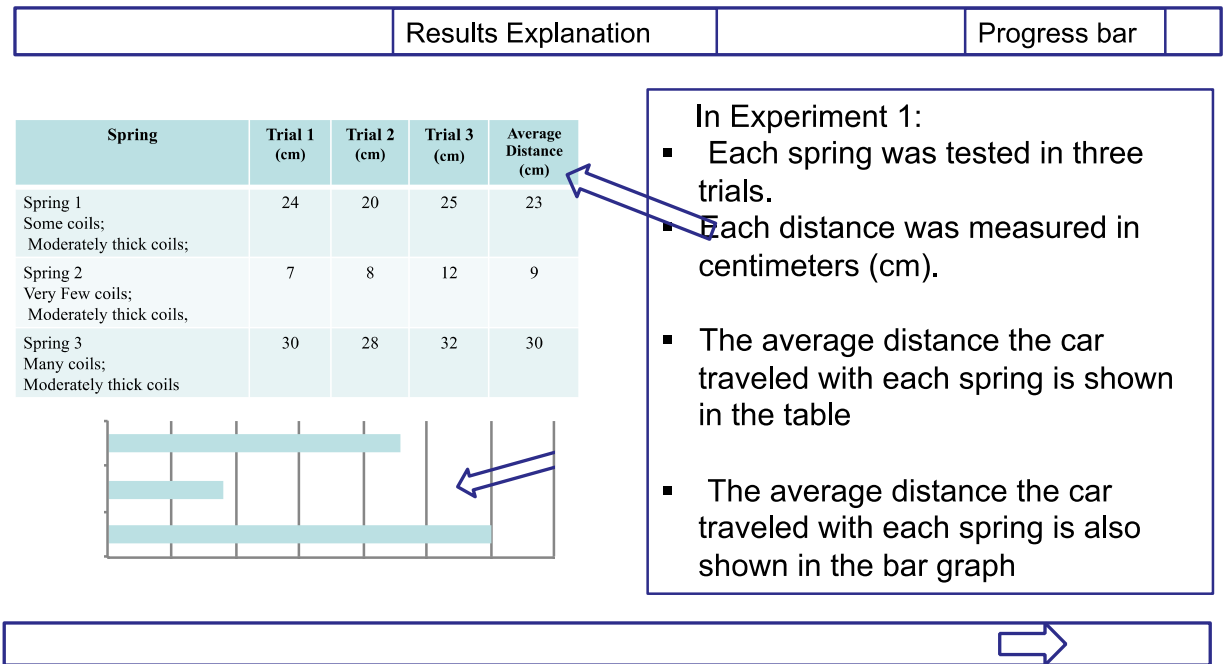 Results Explanation
Progress bar
Spring Trial 1 (cm) Trial 2 (cm) Trial 3 (cm) Average Distance (cm)
Spring 1 24 20 25 23
Some coils;
Moderately thick coils;
Spring 2 7 8 12 9
Very Few coils;
Moderately thick coils,
Spring 3 30 28 32 30
Many coils;
Moderately thick coils
In Experiment 1:
▪ Each spring was tested in three
trials.
▪ Each distance was measured in
centimeters (cm).
▪ The average distance the car
traveled with each spring is shown
in the table
▪ The average distance the car
traveled with each spring is also
shown in the bar graph